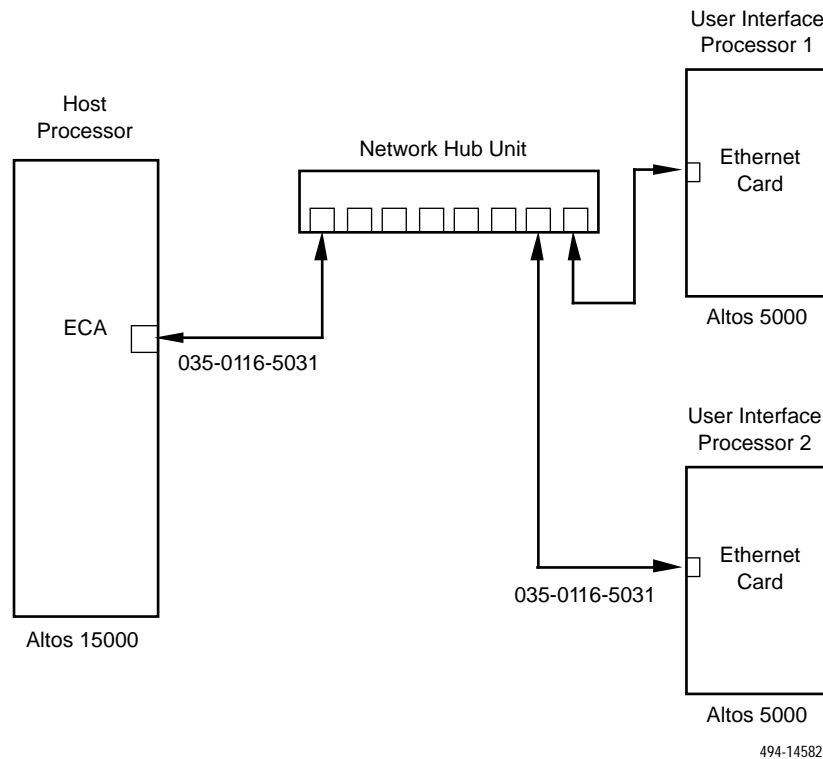 User Interface
Processor 1
Host
Processor
Network Hub Unit
Ethernet
Card
ECA
Altos 5000
035-0116-5031
User Interface
Processor 2
Ethernet
Card
035-0116-5031
Altos 15000
Altos 5000
494-14582